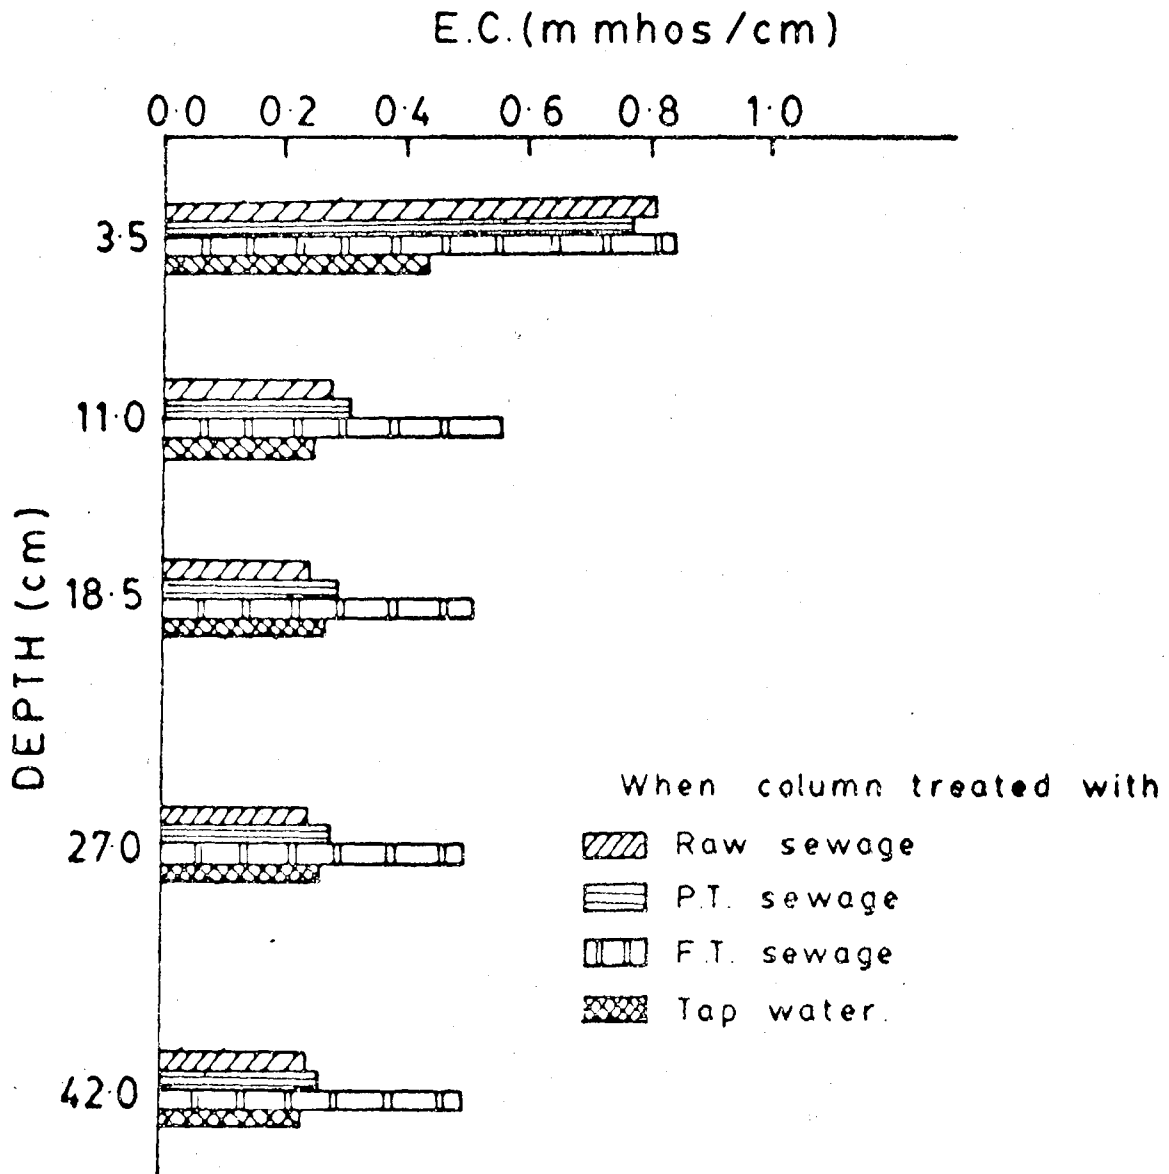 E.C.(m mhos/cm)
0·0 0·2 0·4 0·6 0·8 1·0
3·5
11·0
18·5
27·0
42·0
DEPTH (cm)
When column treated with
Raw sewage
P.T. sewage
F.T. sewage
Tap water.